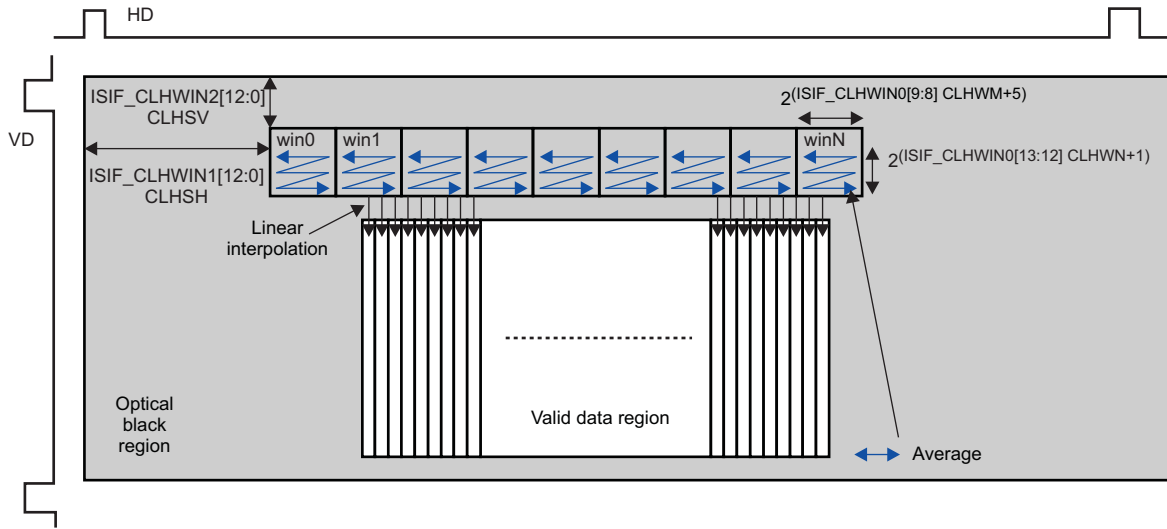 HD
ISIF_CLHWIN2[12:0]
CLHSV
2(ISIF_CLHWIN0[9:8] CLHWM+5)
VD
win0 win1 winN
2(ISIF_CLHWIN0[13:12] CLHWN+1)
ISIF_CLHWIN1[12:0]
CLHSH
Linear
interpolation
Optical
black
region
Valid data region
Average